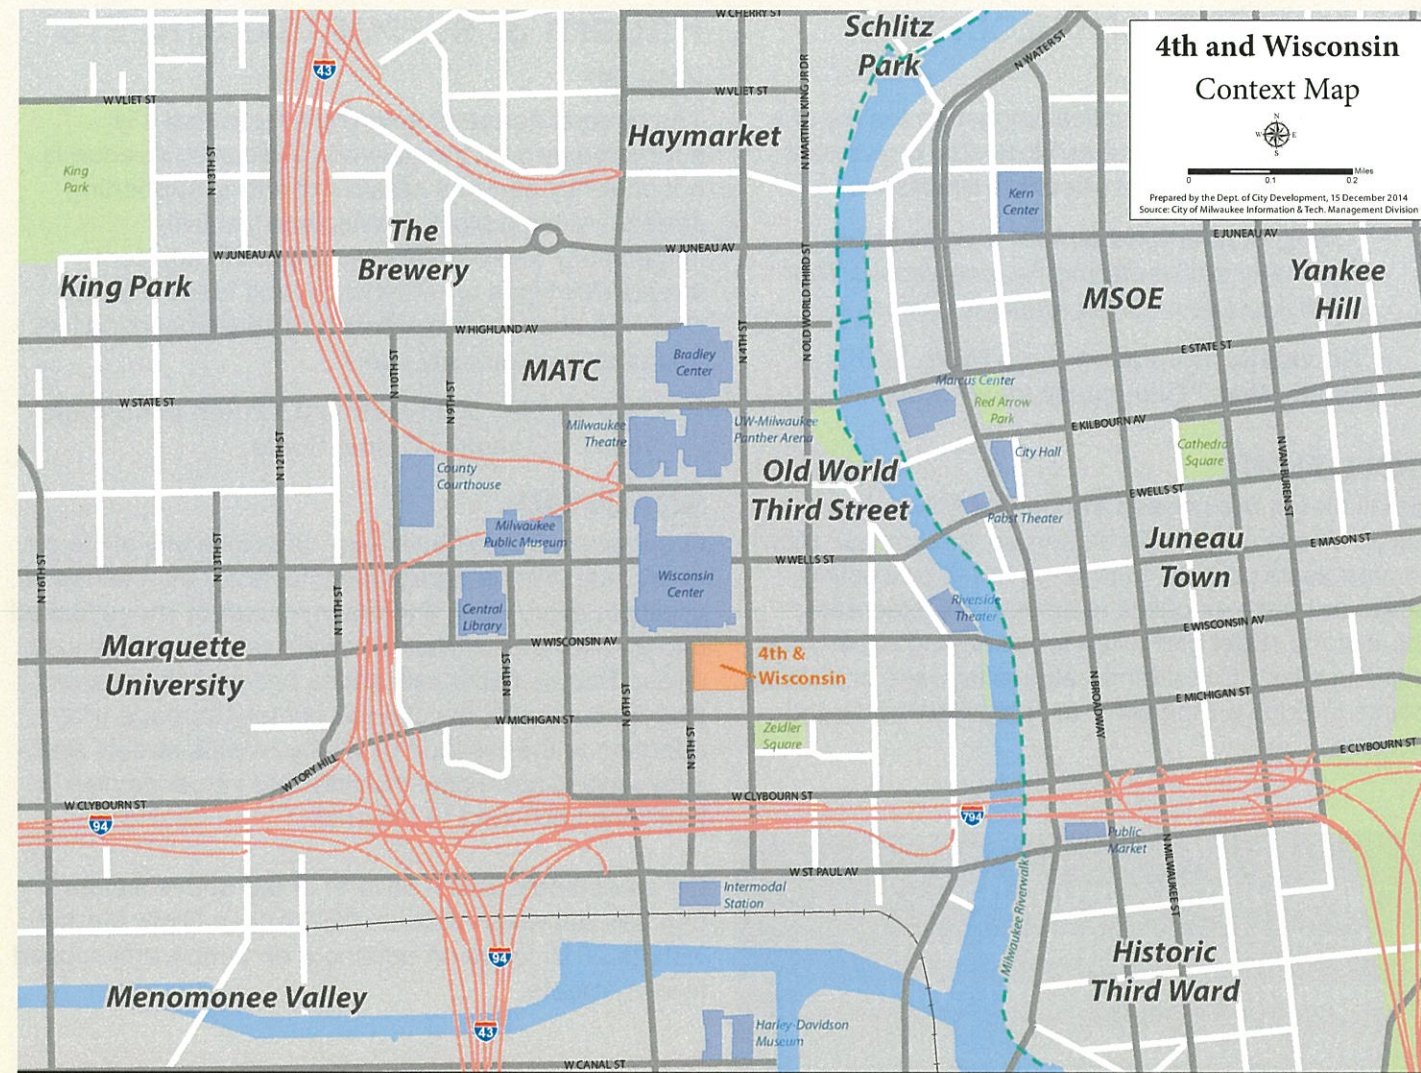 4th and Wisconsin
Context Map
N
W
E
S
0
0.1
0.2
Miles
Prepared by the Dept. of City Development, 15 December 2014
Source: City of Milwaukee Information & Tech. Management Division
W CHERRY ST
Schlitz
Park
N WATER ST
43
W VLIET ST
W VLIET ST
N MARTIN L KING JR DR
Haymarket
N 13TH ST
King
Park
Kern
Center
The
Brewery
W JUNEAU AV
W JUNEAU AV
E JUNEAU AV
King Park
N OLD WORLD THIRD ST
MSOE
Yankee
Hill
W HIGHLAND AV
N 4TH ST
Bradley
Center
E STATE ST
MATC
N 10TH ST
N 9TH ST
Marcus Center
Red Arrow
Park
W STATE ST
Milwaukee
Theatre
UW-Milwaukee
Panther Arena
E KILBOURN AV
N 12TH ST
City Hall
Cathedral
Square
N VAN BUREN ST
County
Courthouse
Old World
Third Street
E WELLS ST
Pabst Theater
Milwaukee
Public Museum
N 13TH ST
N 16TH ST
Juneau
Town
E MASON ST
W WELLS ST
Wisconsin
Center
Central
Library
N 11TH ST
Riverside
Theater
E WISCONSIN AV
Marquette
University
W WISCONSIN AV
4th &
Wisconsin
N 8TH ST
N 6TH ST
N BROADWAY
E MICHIGAN ST
W MICHIGAN ST
N 5TH ST
Zeidler
Square
E CLYBOURN ST
W TORY HILL
W CLYBOURN ST
W CLYBOURN ST
94
794
Public
Market
N MILWAUKEE ST
W ST PAUL AV
Intermodal
Station
Milwaukee Riverwalk
94
Historic
Third Ward
Menomonee Valley
43
Harley-Davidson
Museum
W CANAL ST